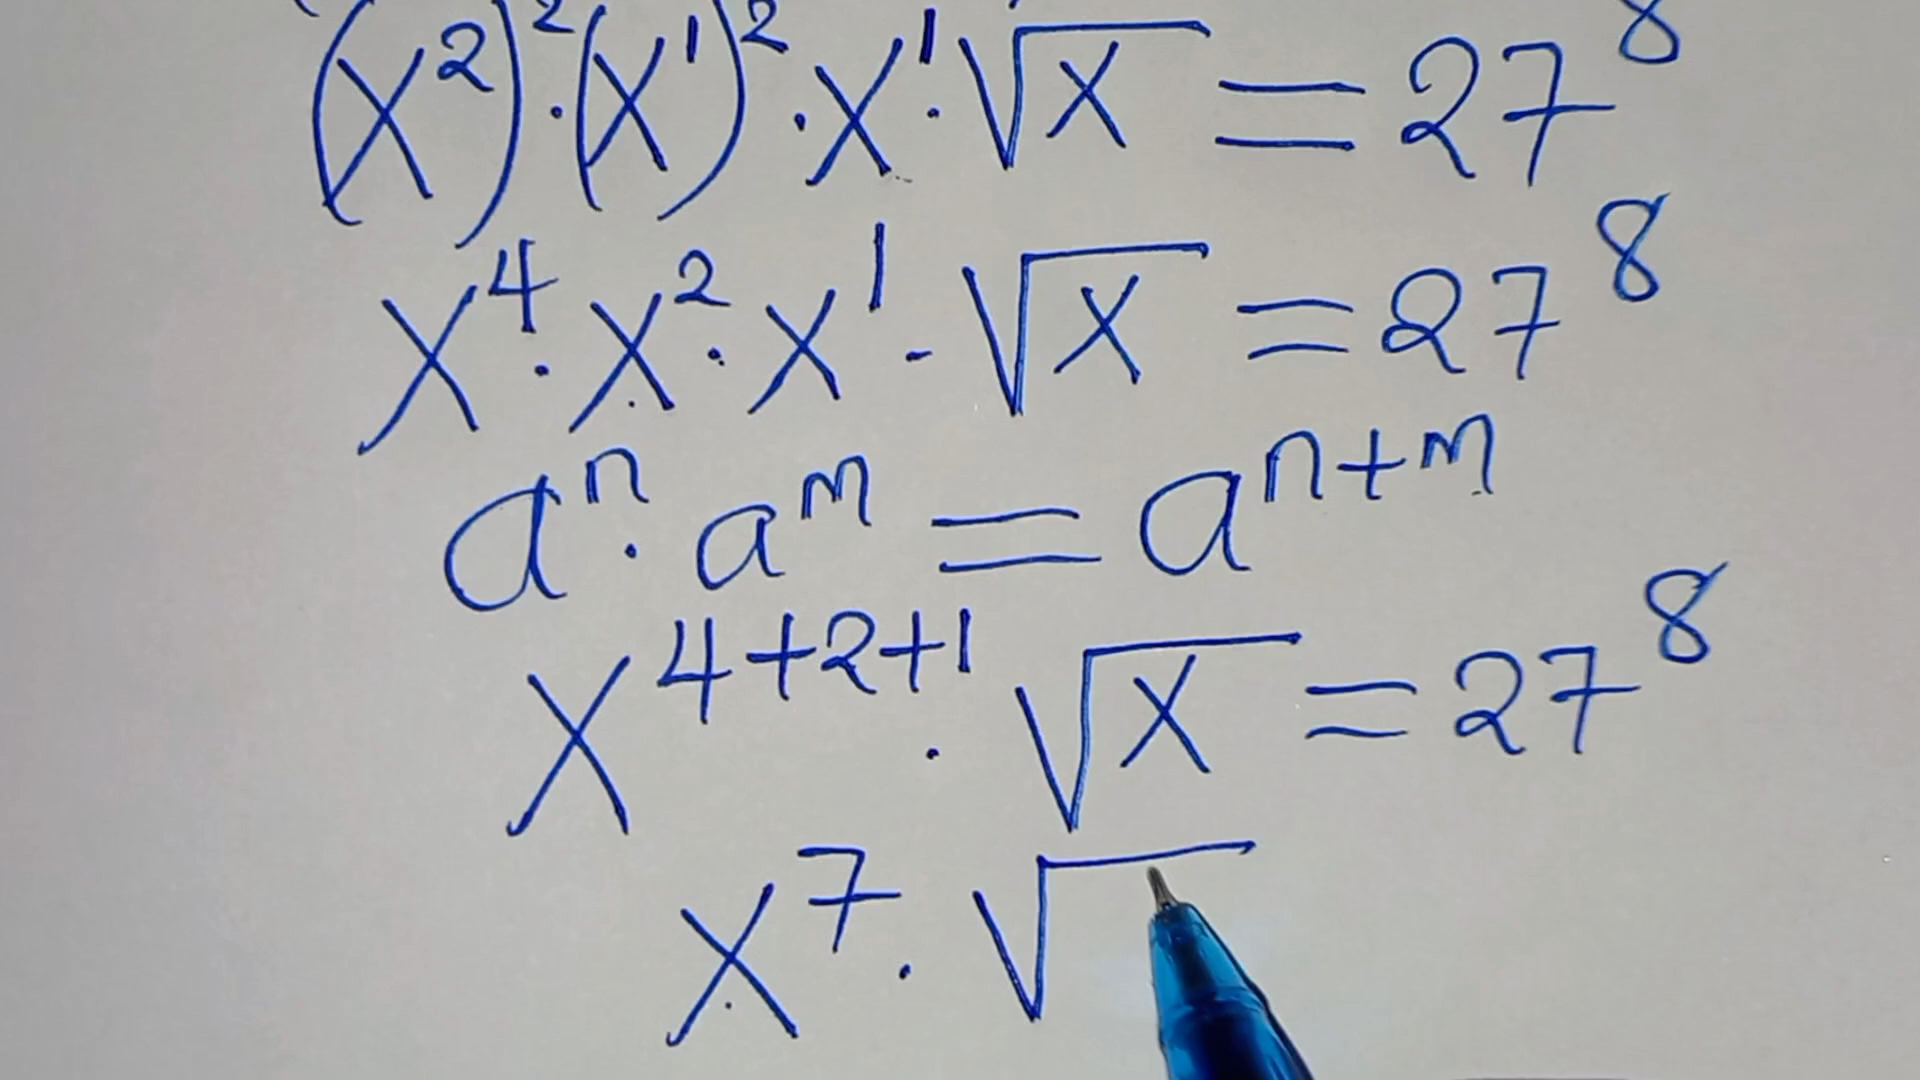 (x²)²·(x¹)²·x¹·√x = 27⁸
x⁴·x²·x¹·√x = 27⁸
aⁿ·aᵐ = aⁿ⁺ᵐ
x⁴⁺²⁺¹·√x = 27⁸
x⁷·√